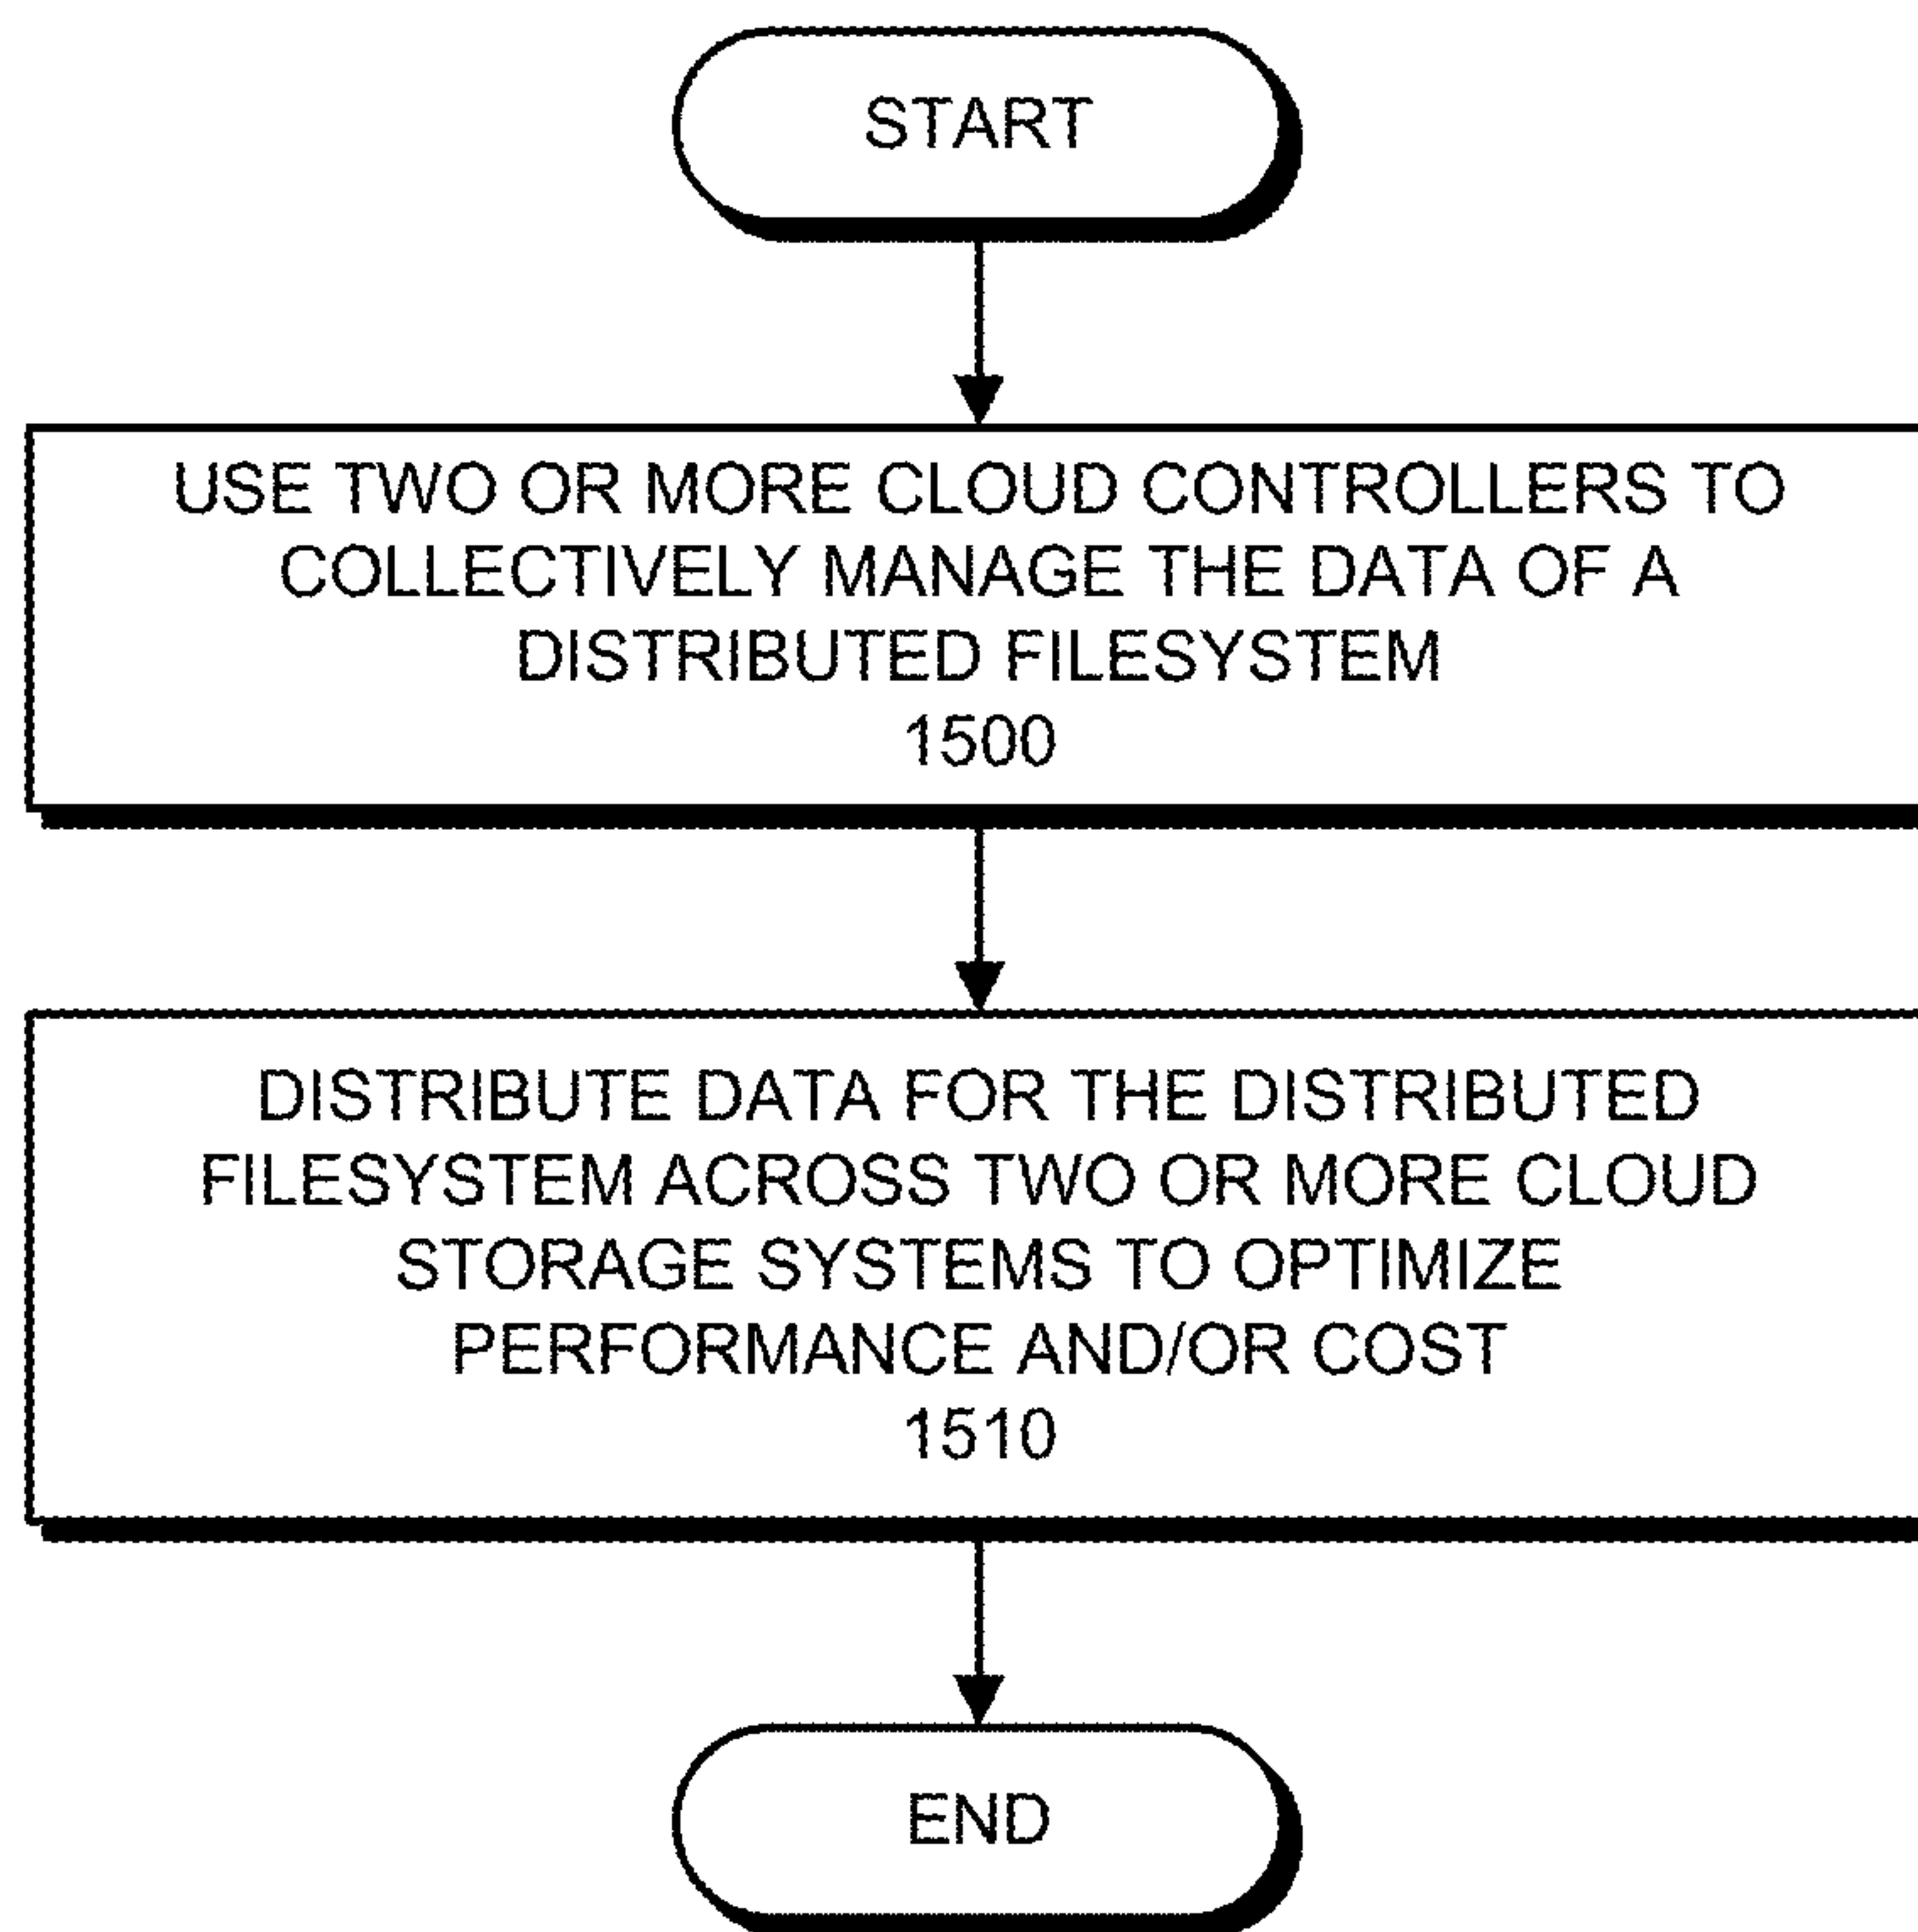 START
USE TWO OR MORE CLOUD CONTROLLERS TO
COLLECTIVELY MANAGE THE DATA OF A
DISTRIBUTED FILESYSTEM
1500
DISTRIBUTE DATA FOR THE DISTRIBUTED
FILESYSTEM ACROSS TWO OR MORE CLOUD
STORAGE SYSTEMS TO OPTIMIZE
PERFORMANCE AND/OR COST
1510
END